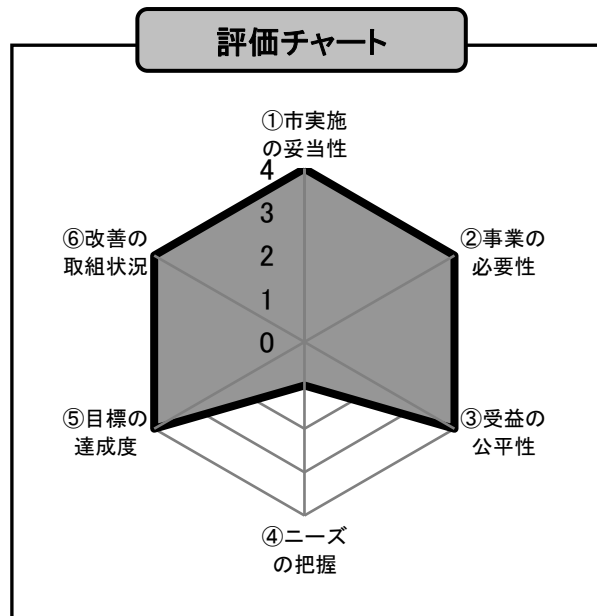 評価チャート
①市実施
の妥当性
4
3
2
1
0
②事業の
必要性
③受益の
公平性
④ニーズ
の把握
⑤目標の
達成度
⑥改善の
取組状況